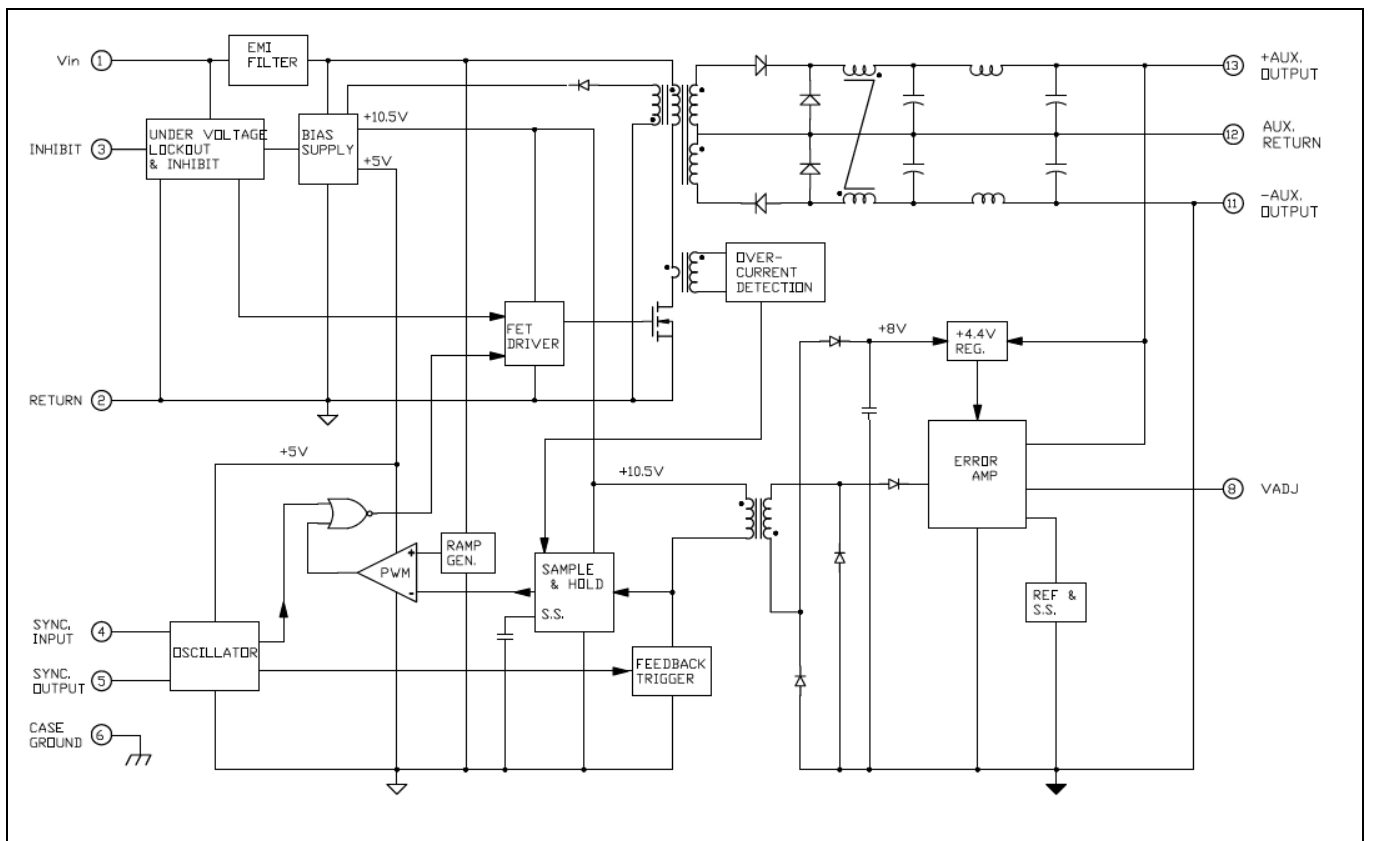 EMI
FILTER
Vin
1
13
+AUX.
OUTPUT
+10.5V
UNDER VOLTAGE
LOCKOUT
& INHIBIT
BIAS
SUPPLY
12
AUX.
RETURN
INHIBIT
3
+5V
11
-AUX.
OUTPUT
OVER-
CURRENT
DETECTION
FET
DRIVER
+8V
+4.4V
REG.
RETURN
2
+5V
+10.5V
ERROR
AMP
8
VADJ
RAMP
GEN.
+
PWM
-
SAMPLE
& HOLD
S.S.
REF &
S.S.
SYNC.
INPUT
4
OSCILLATOR
FEEDBACK
TRIGGER
SYNC.
OUTPUT
5
CASE
GROUND
6